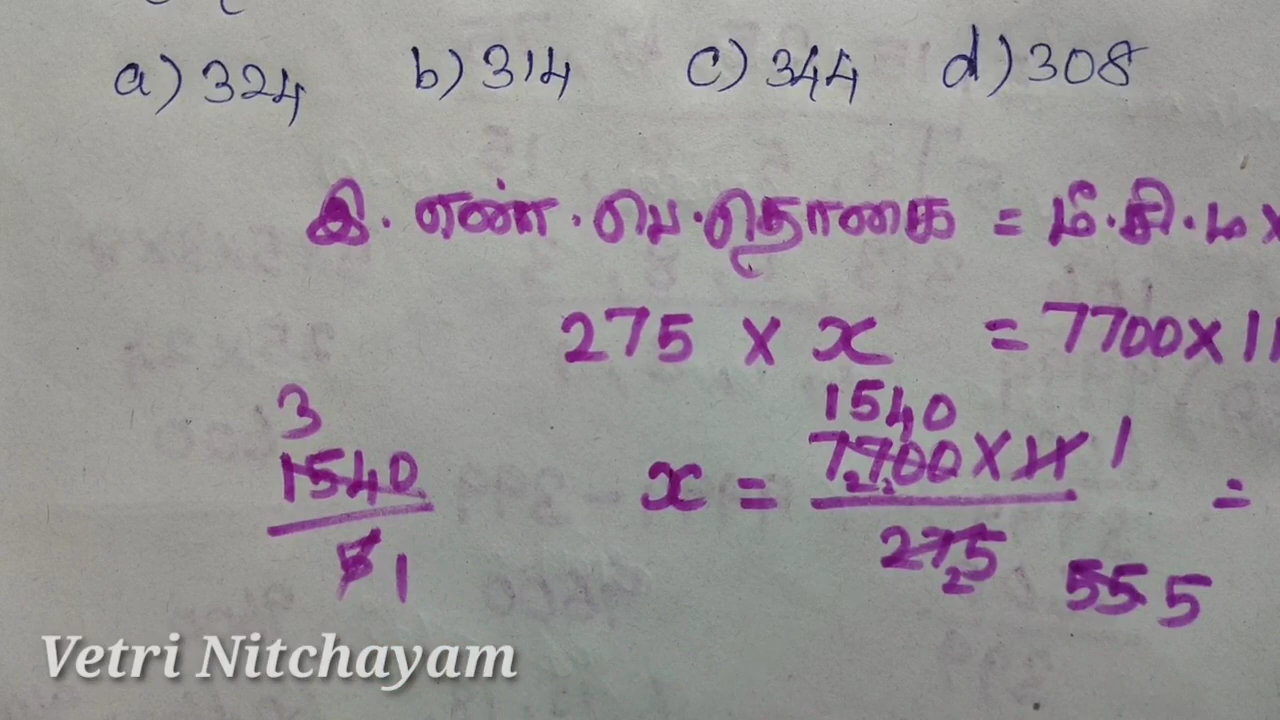 a) 324 b) 314 c) 344 d) 308
இ. எண். பெ. தொகை = மீ.சி.ம ×
275 × x = 7700 × 11
3 1540
1540 x = 7700 × 11 1 =
51 275 55 5
Vetri Nitchayam